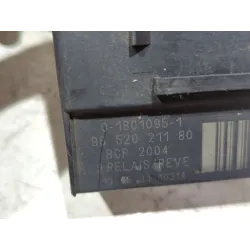 0-1801095-1
96 520 211 80
BCP 2004
RELAIS/REVE